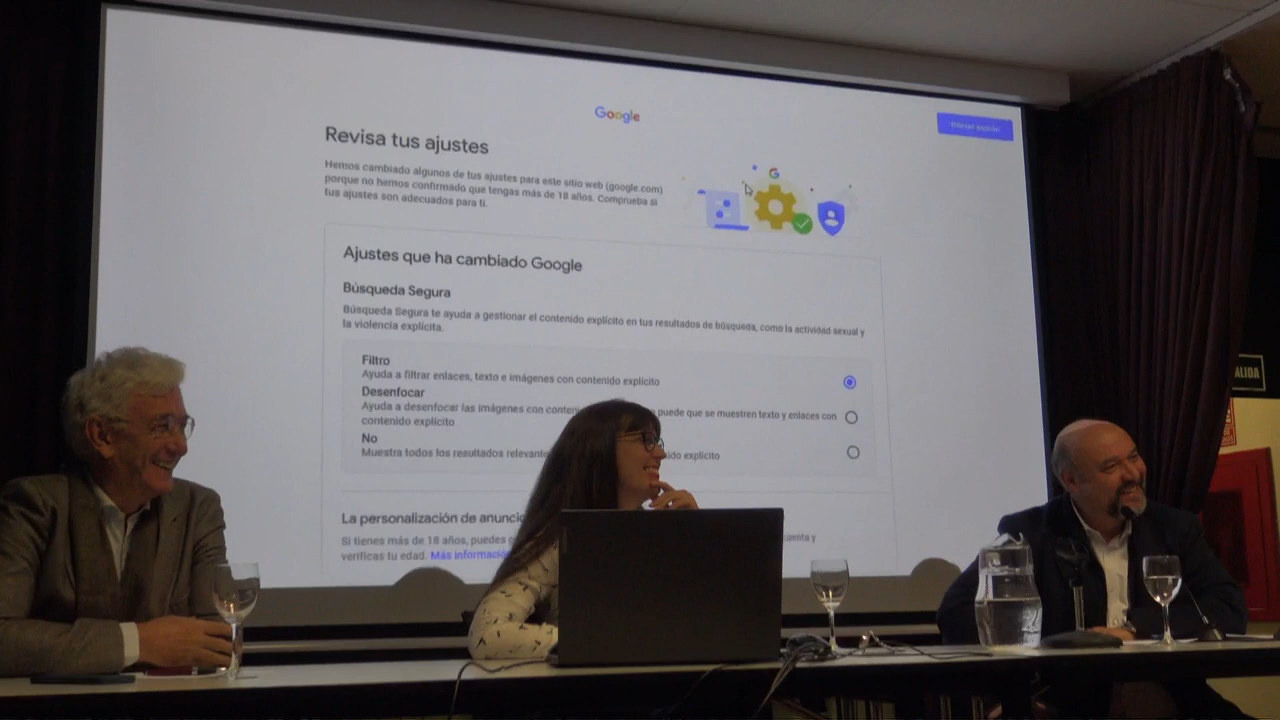 Google
Iniciar sesión
Revisa tus ajustes
Hemos cambiado algunos de tus ajustes para este sitio web (google.com)
porque no hemos confirmado que tengas más de 18 años. Comprueba si
tus ajustes son adecuados para ti.
G
Ajustes que ha cambiado Google
Búsqueda Segura
Búsqueda Segura te ayuda a gestionar el contenido explícito en tus resultados de búsqueda, como la actividad sexual y
la violencia explícita.
Filtro
Ayuda a filtrar enlaces, texto e imágenes con contenido explícito
Desenfocar
Ayuda a desenfocar las imágenes con puede que se muestren texto y enlaces con
contenido explícito
No
Muestra todos los resultados explícito
ALIDA
La personalización de
Si tienes más de 18 años, puedes y
verificas tu edad. Más